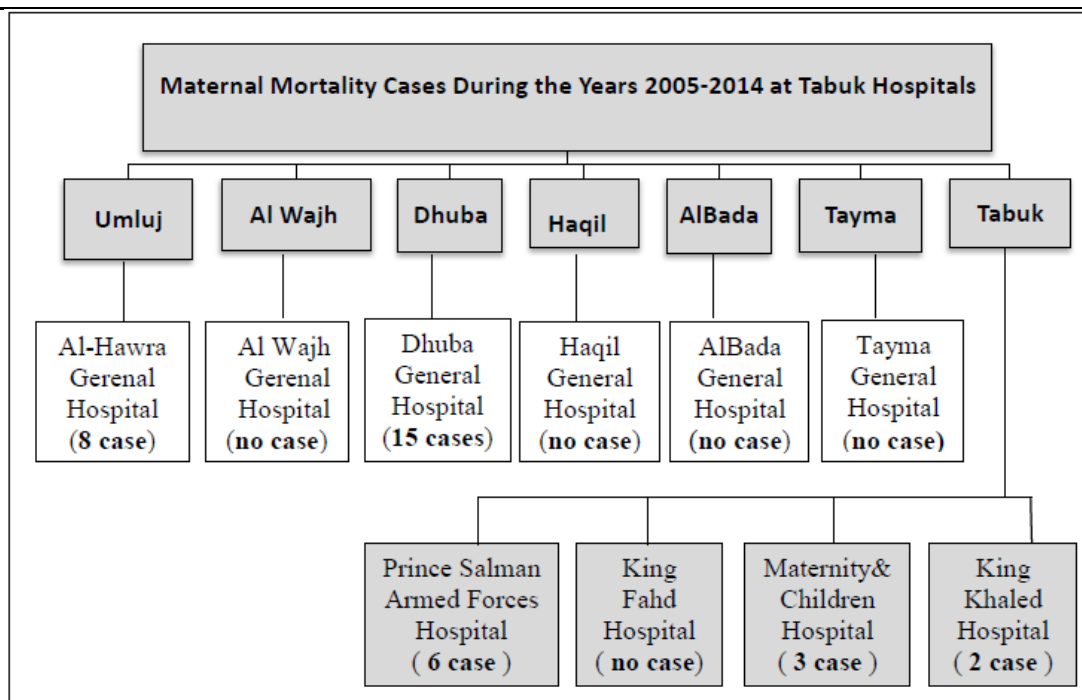 Maternal Mortality Cases During the Years 2005-2014 at Tabuk Hospitals
Umluj
Al Wajh
Dhuba
Haqil
AlBada
Tayma
Tabuk
Al-Hawra
Gerenal
Hospital
(8 case)
Al Wajh
Gerenal
Hospital
(no case)
Dhuba
General
Hospital
(15 cases)
Haqil
General
Hospital
(no case)
AlBada
General
Hospital
(no case)
Tayma
General
Hospital
(no case)
Prince Salman
Armed Forces
Hospital
( 6 case )
King
Fahd
Hospital
( no case)
Maternity&
Children
Hospital
( 3 case )
King
Khaled
Hospital
( 2 case )